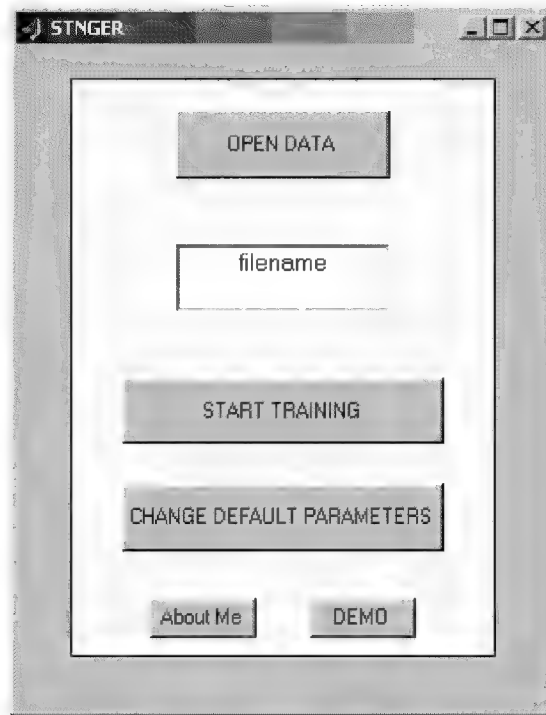 STNGER
OPEN DATA
filename
START TRAINING
CHANGE DEFAULT PARAMETERS
About Me
DEMO